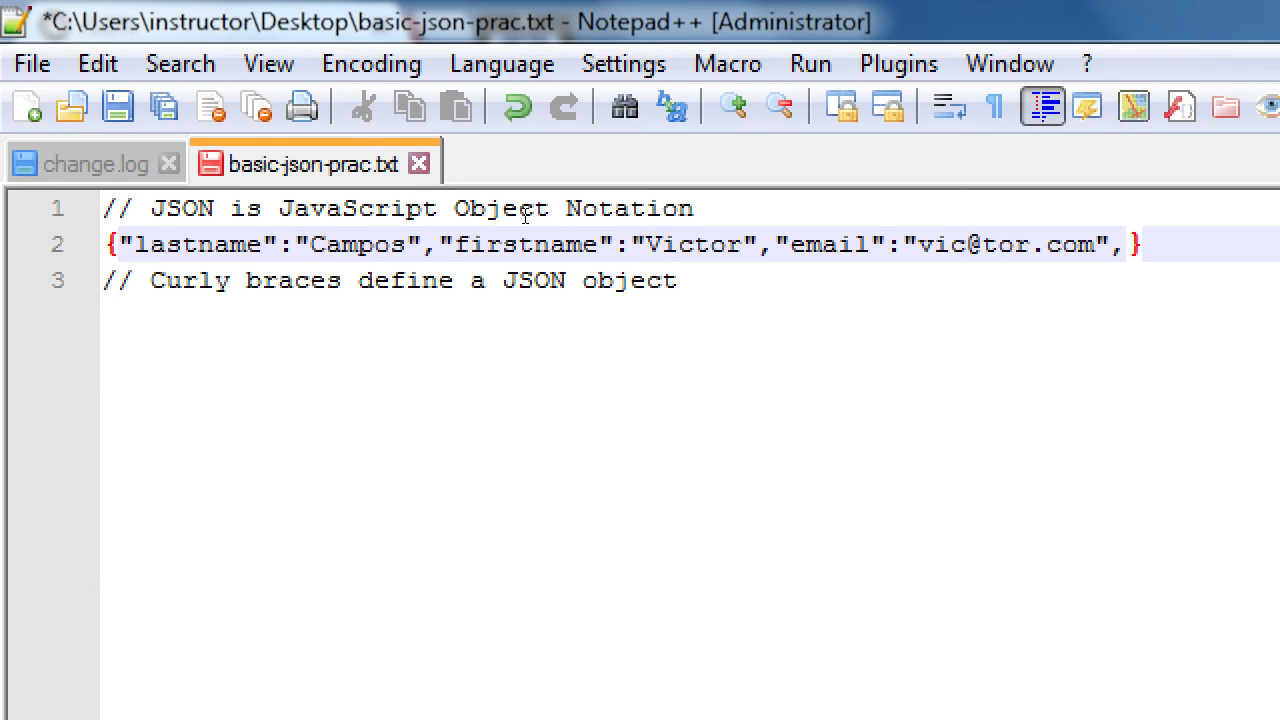 *C:\Users\instructor\Desktop\basic-json-prac.txt - Notepad++ [Administrator]
File Edit Search View Encoding Language Settings Macro Run Plugins Window ?
change.log basic-json-prac.txt
1 // JSON is JavaScript Object Notation
2 {"lastname":"Campos","firstname":"Victor","email":"vic@tor.com",}
3 // Curly braces define a JSON object